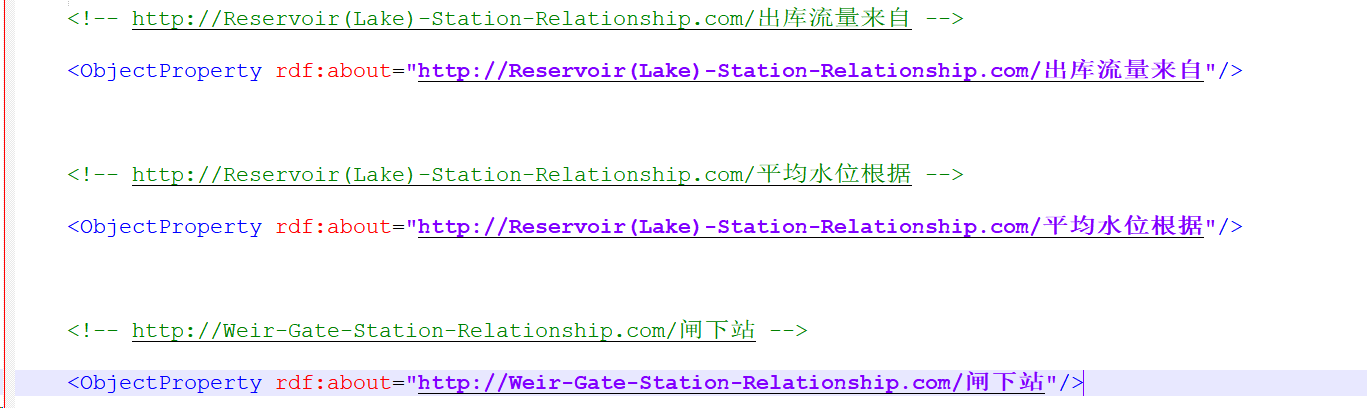 <!-- http://Reservoir(Lake)-Station-Relationship.com/出库流量来自 -->
<ObjectProperty rdf:about="http://Reservoir(Lake)-Station-Relationship.com/出库流量来自"/>
<!-- http://Reservoir(Lake)-Station-Relationship.com/平均水位根据 -->
<ObjectProperty rdf:about="http://Reservoir(Lake)-Station-Relationship.com/平均水位根据"/>
<!-- http://Weir-Gate-Station-Relationship.com/闸下站 -->
<ObjectProperty rdf:about="http://Weir-Gate-Station-Relationship.com/闸下站"/>